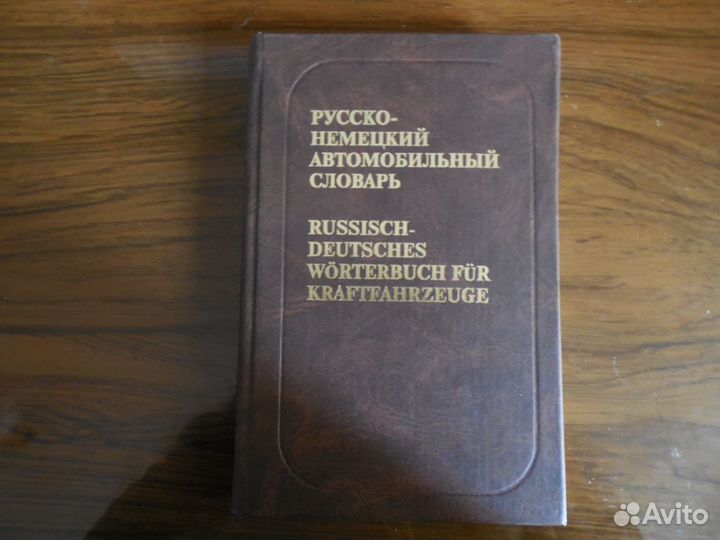 РУССКО-
НЕМЕЦКИЙ
АВТОМОБИЛЬНЫЙ
СЛОВАРЬ
RUSSISCH-
DEUTSCHES
WÖRTERBUCH FÜR
KRAFTFAHRZEUGE
Avito